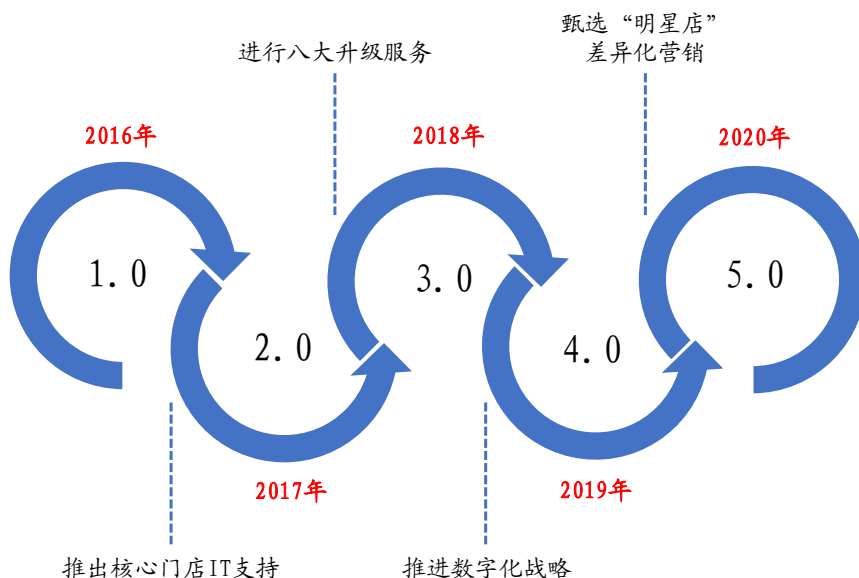 甄选“明星店”
差异化营销
进行八大升级服务
2016年
2018年
2020年
1.0
3.0
5.0
2.0
4.0
2017年
2019年
推出核心门店IT支持
推进数字化战略